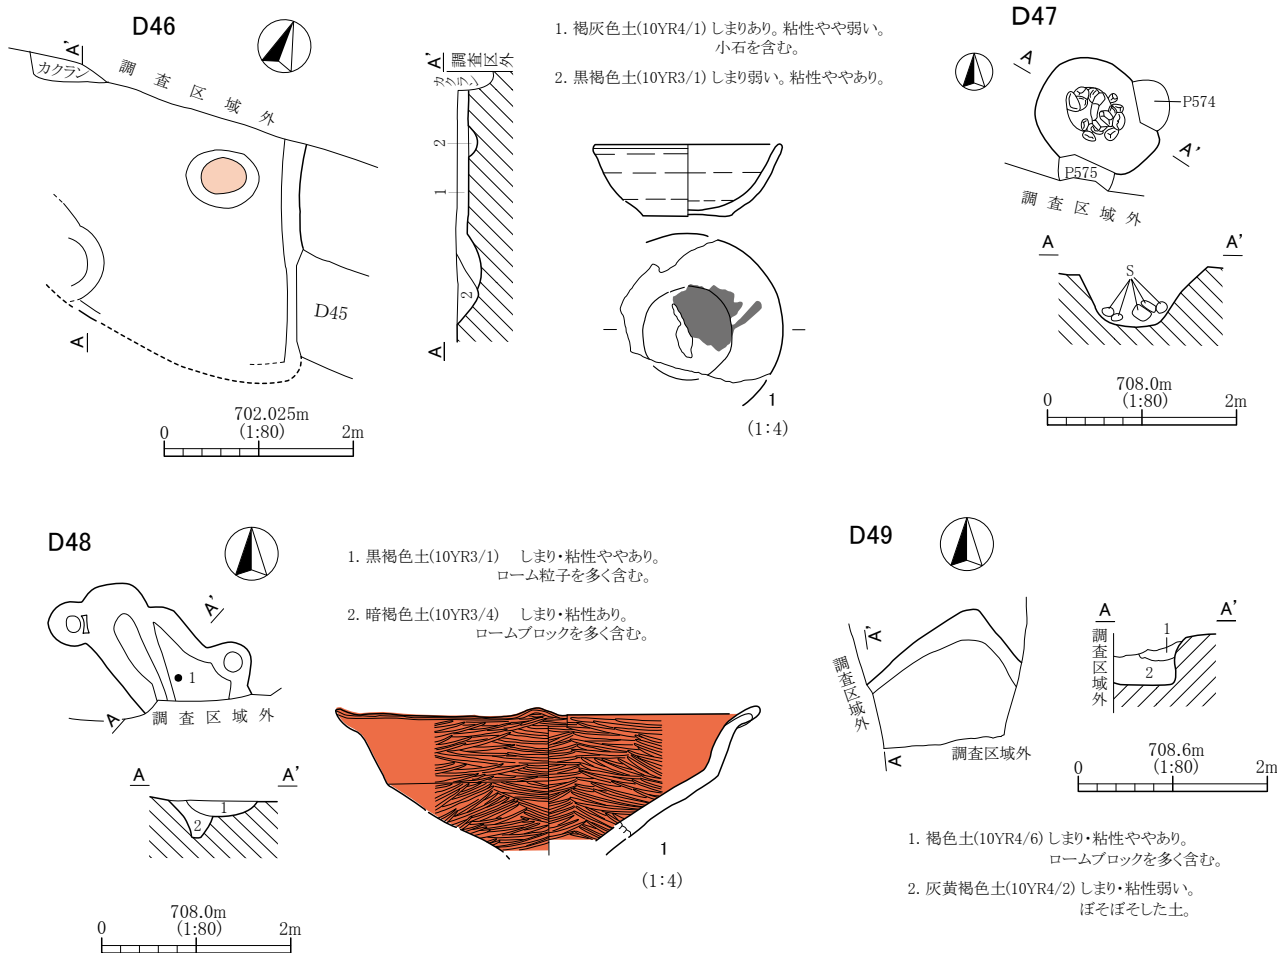 D46
A'
カクラン
調査区域外
A
D45
702.025m
(1:80)
0 2m
A'
調査区外
カクラン
2
1
2
A
1. 褐灰色土(10YR4/1) しまりあり。粘性やや弱い。
小石を含む。
2. 黒褐色土(10YR3/1) しまり弱い。粘性ややあり。
1
(1:4)
D47
A
P574
A'
P575
調査区域外
A A'
S
708.0m
(1:80)
0 2m
D48
A'
1
A
調査区域外
A A'
1
2
708.0m
(1:80)
0 2m
1. 黒褐色土(10YR3/1) しまり・粘性ややあり。
ローム粒子を多く含む。
2. 暗褐色土(10YR3/4) しまり・粘性あり。
ロームブロックを多く含む。
1
(1:4)
D49
A'
調査区域外
A
調査区域外
A A'
調査区域外
1
2
708.6m
(1:80)
0 2m
1. 褐色土(10YR4/6) しまり・粘性ややあり。
ロームブロックを多く含む。
2. 灰黄褐色土(10YR4/2) しまり・粘性弱い。
ぼそぼそした土。